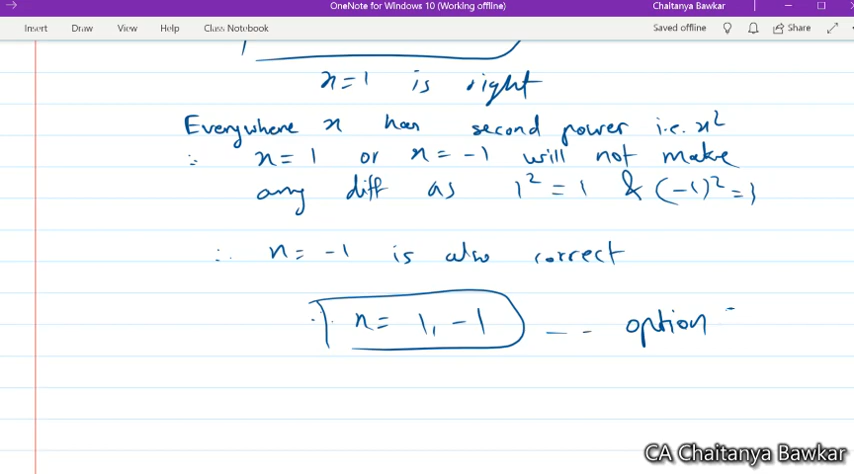 OneNote for Windows 10 (Working offline)
Chaitanya Bawkar
Insert Draw View Help Class Notebook
Saved offline
Share
x=1 is right
Everywhere x has second power i.e. x²
∴ x=1 or x=-1 will not make
any diff as 1² = 1 & (-1)² = 1
∴ x= -1 is also correct
∴ x= 1, -1 -- option
CA Chaitanya Bawkar